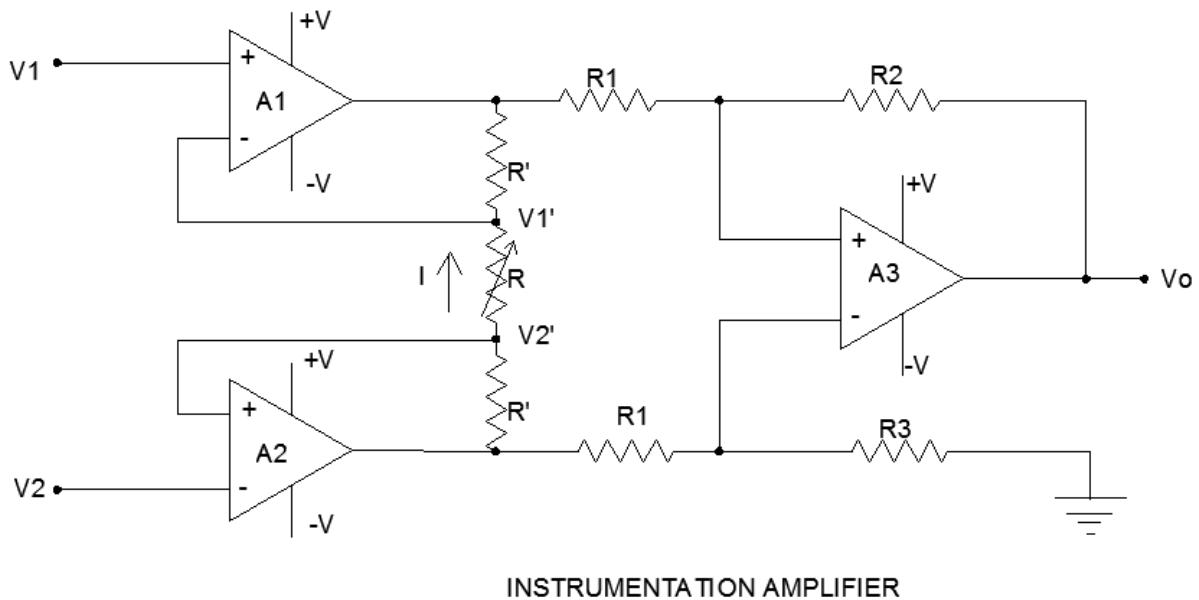 +V
V1
+
A1
-
-V
R1
R2
R'
V1'
I
R
V2'
R'
+V
+
A3
-
-V
Vo
+V
+
A2
-
-V
V2
R1
R3
INSTRUMENTATION AMPLIFIER